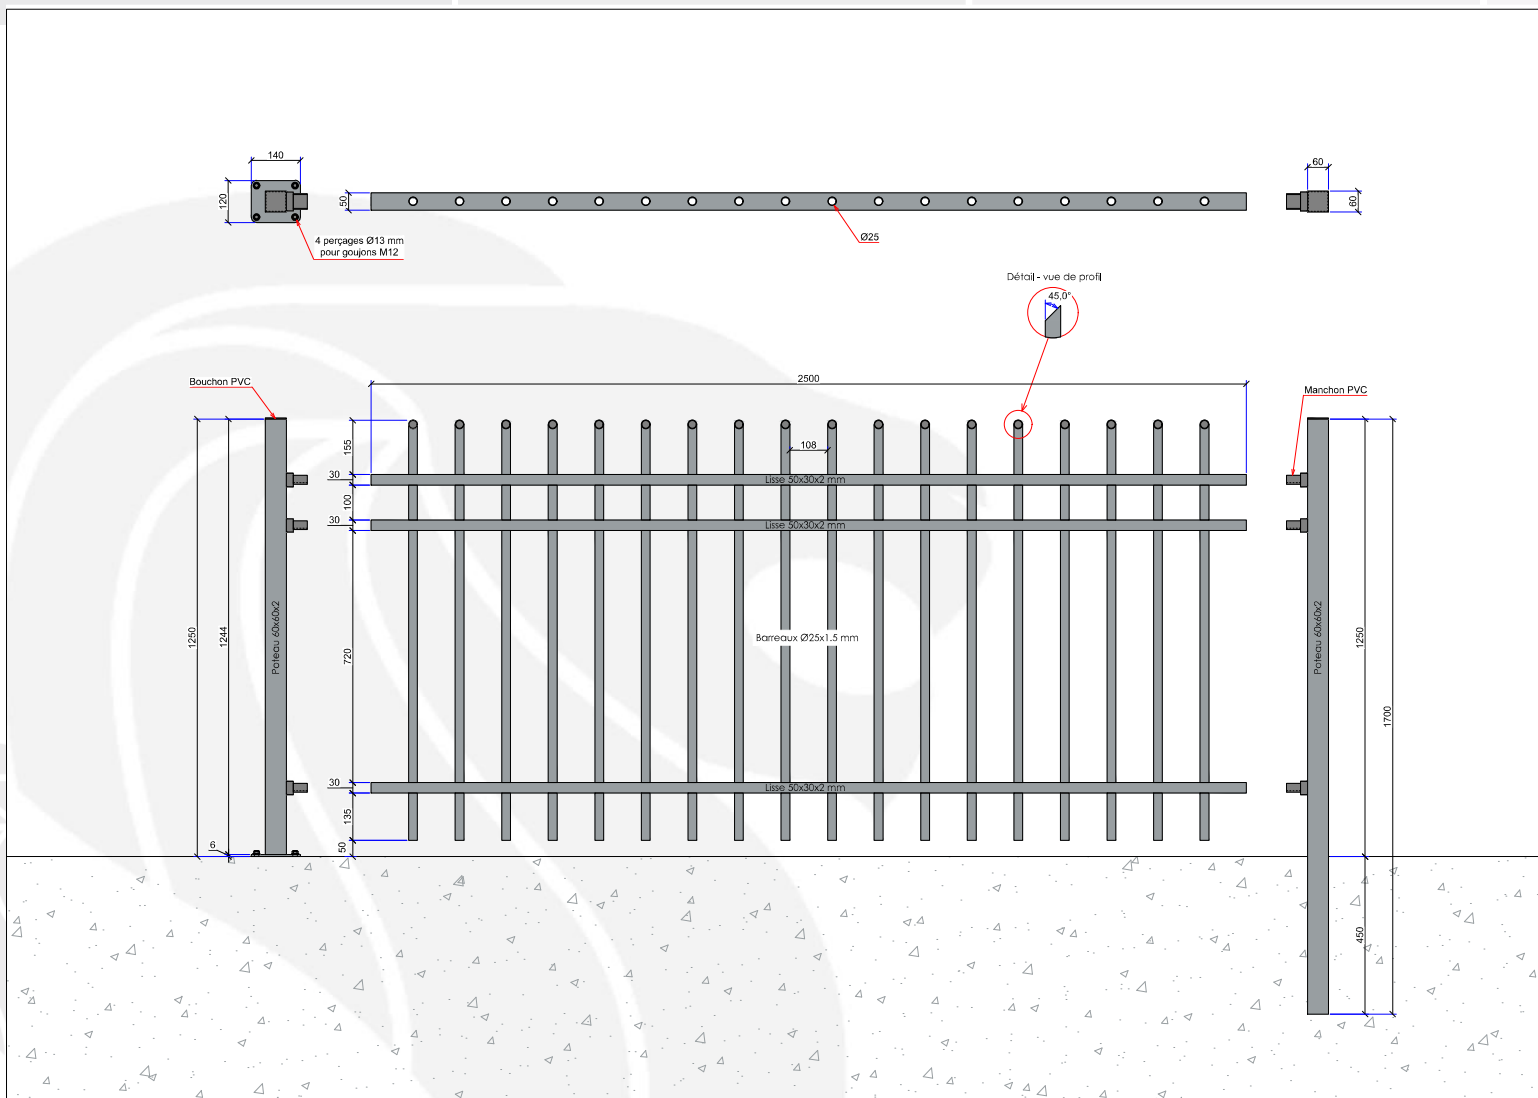 140
120
4 perçages Ø13 mm
pour goujons M12
50
Ø25
60
60
Détail - vue de profil
45,0°
2500
Bouchon PVC
Manchon PVC
155
108
30
Lisse 50x30x2 mm
100
30
Lisse 50x30x2 mm
1250
1244
Poteau 60x60x2
720
Barreaux Ø25x1.5 mm
Poteau 60x60x2
1250
1700
30
Lisse 50x30x2 mm
135
6
50
450